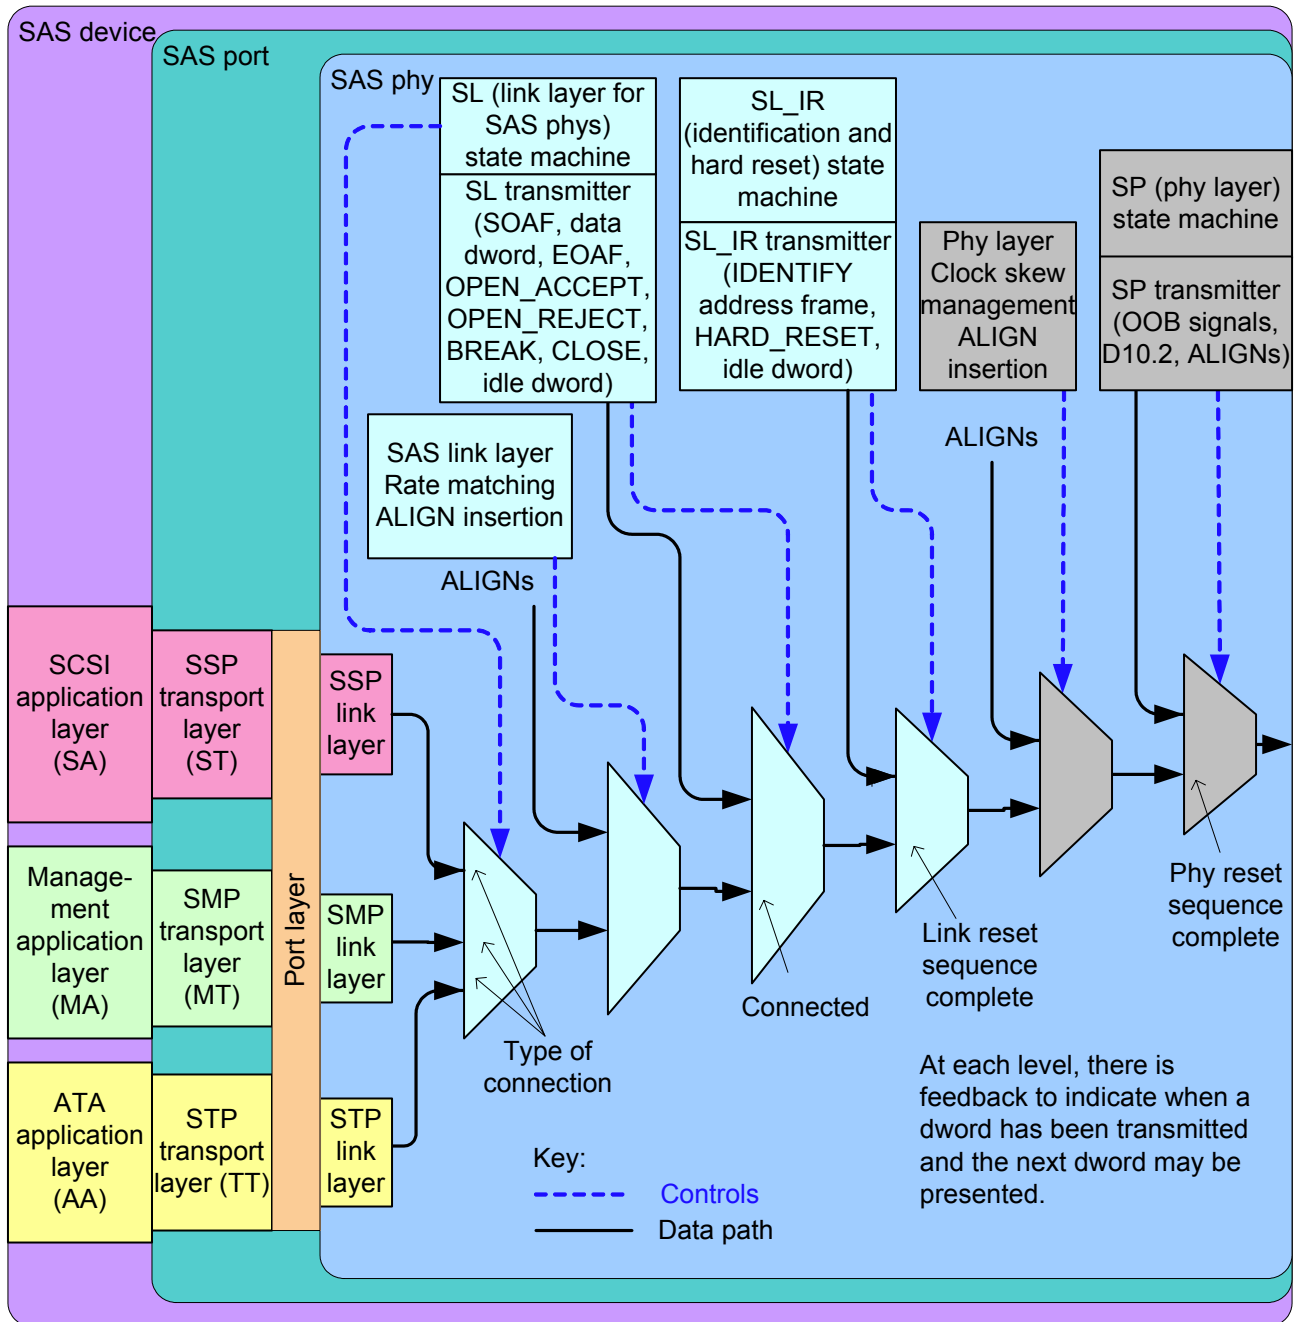 SAS device
SAS port
SAS phy
SL (link layer for
SAS phys)
state machine
SL transmitter
(SOAF, data
dword, EOAF,
OPEN_ACCEPT,
OPEN_REJECT,
BREAK, CLOSE,
idle dword)
SL_IR
(identification and
hard reset) state
machine
SL_IR transmitter
(IDENTIFY
address frame,
HARD_RESET,
idle dword)
Phy layer
Clock skew
management
ALIGN
insertion
SP (phy layer)
state machine
SP transmitter
(OOB signals,
D10.2, ALIGNs)
SAS link layer
Rate matching
ALIGN insertion
ALIGNs
ALIGNs
SCSI
application
layer
(SA)
SSP
transport
layer
(ST)
SSP
link
layer
Manage-
ment
application
layer
(MA)
SMP
transport
layer
(MT)
Port layer
SMP
link
layer
ATA
application
layer
(AA)
STP
transport
layer (TT)
STP
link
layer
Type of
connection
Connected
Link reset
sequence
complete
Phy reset
sequence
complete
At each level, there is
feedback to indicate when a
dword has been transmitted
and the next dword may be
presented.
Key:
Controls
Data path